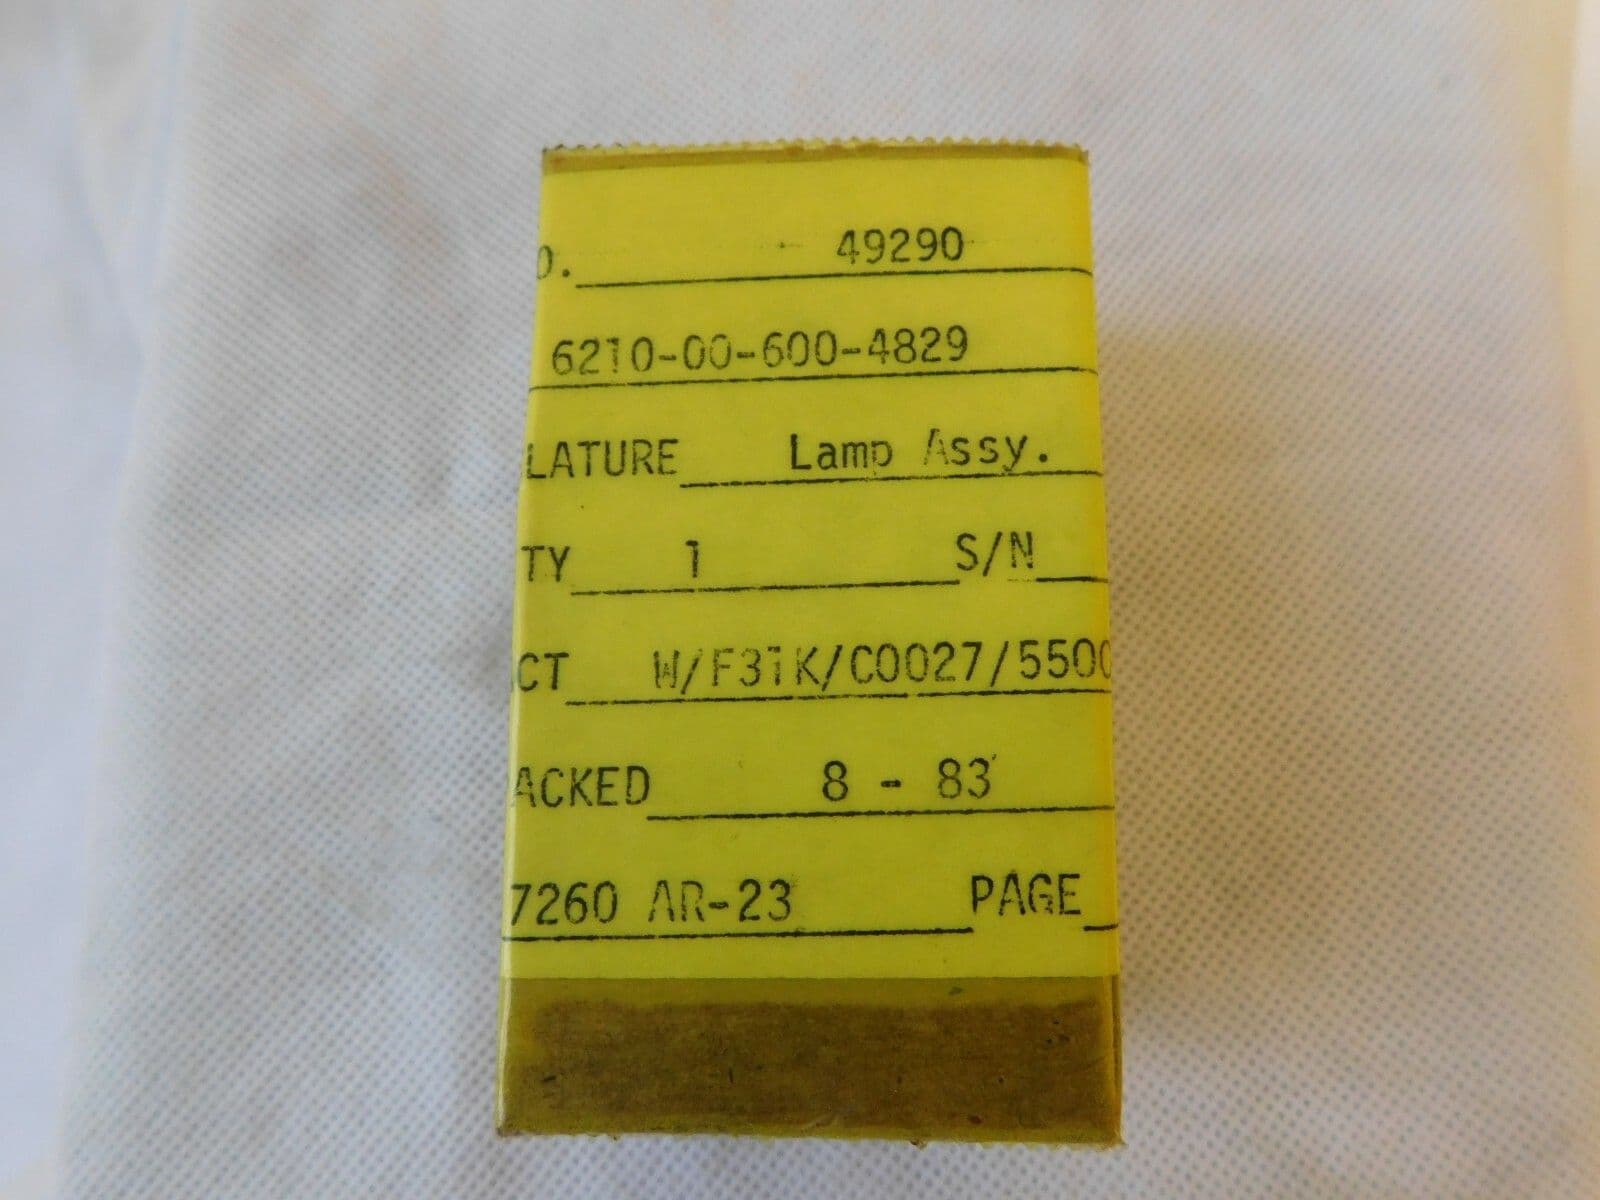 O. 49290
6210-00-600-4829
LATURE Lamp Assy.
TY 1 S/N
CT W/F31K/C0027/5500
ACKED 8 - 83
7260 AR-23 PAGE